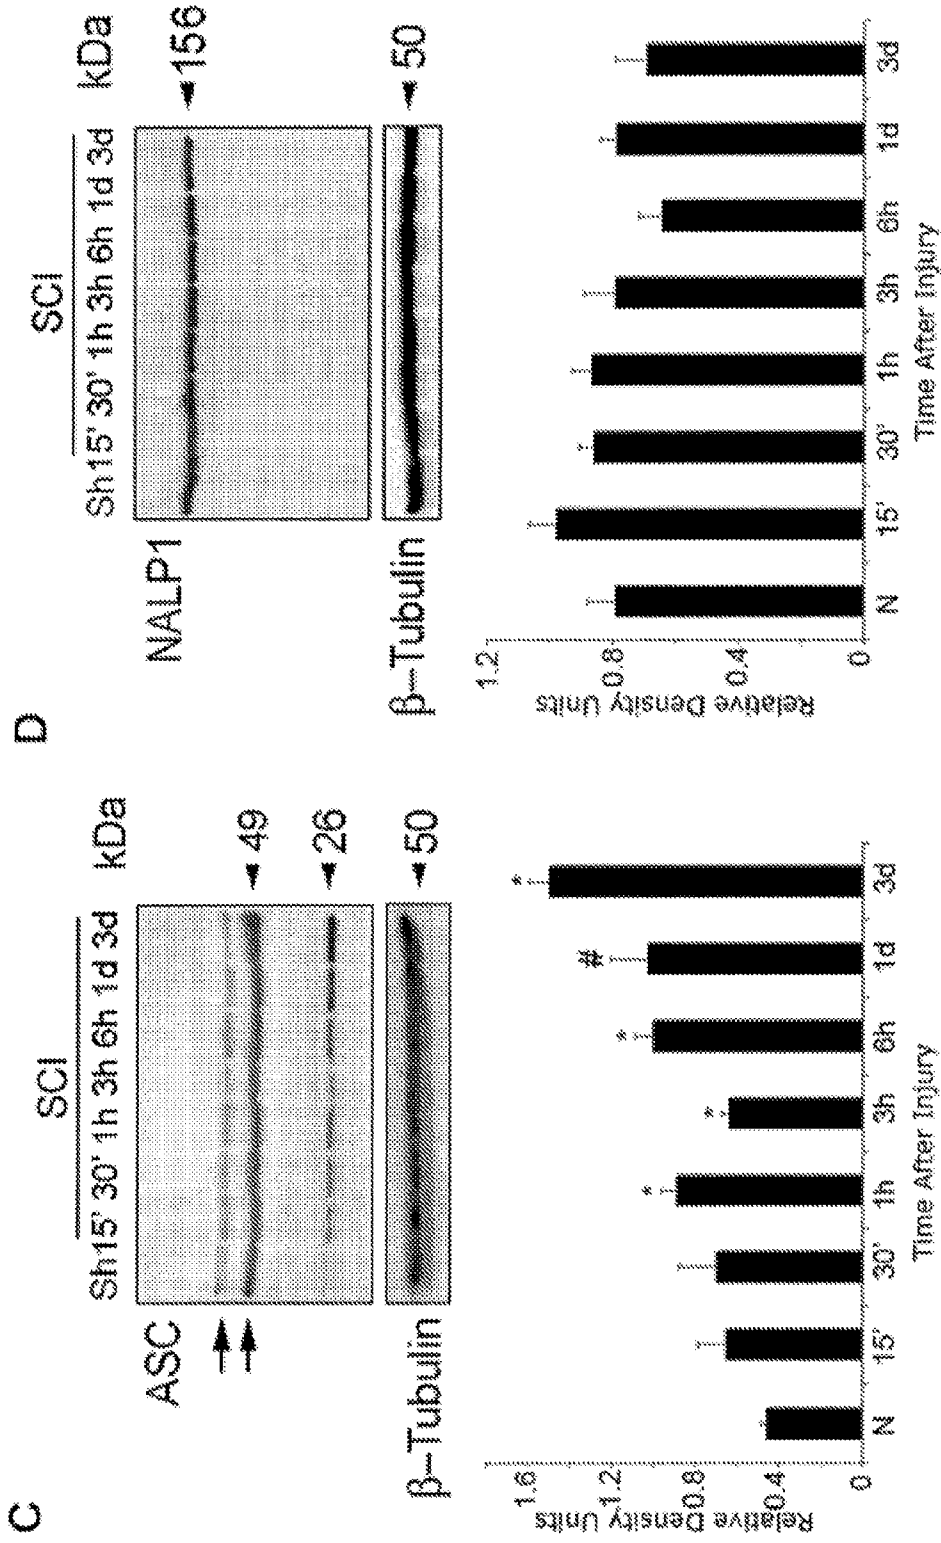 C
SCI
Sh 15' 30' 1h 3h 6h 1d 3d kDa
ASC
49
26
β–Tubulin
50
Relative Density Units
1.6
1.2
0.8
0.4
0
N 15' 30' 1h 3h 6h 1d 3d
* * * # *
Time After Injury
D
SCI
Sh 15' 30' 1h 3h 6h 1d 3d kDa
NALP1
156
β–Tubulin
50
Relative Density Units
1.2
0.8
0.4
0
N 15' 30' 1h 3h 6h 1d 3d
Time After Injury